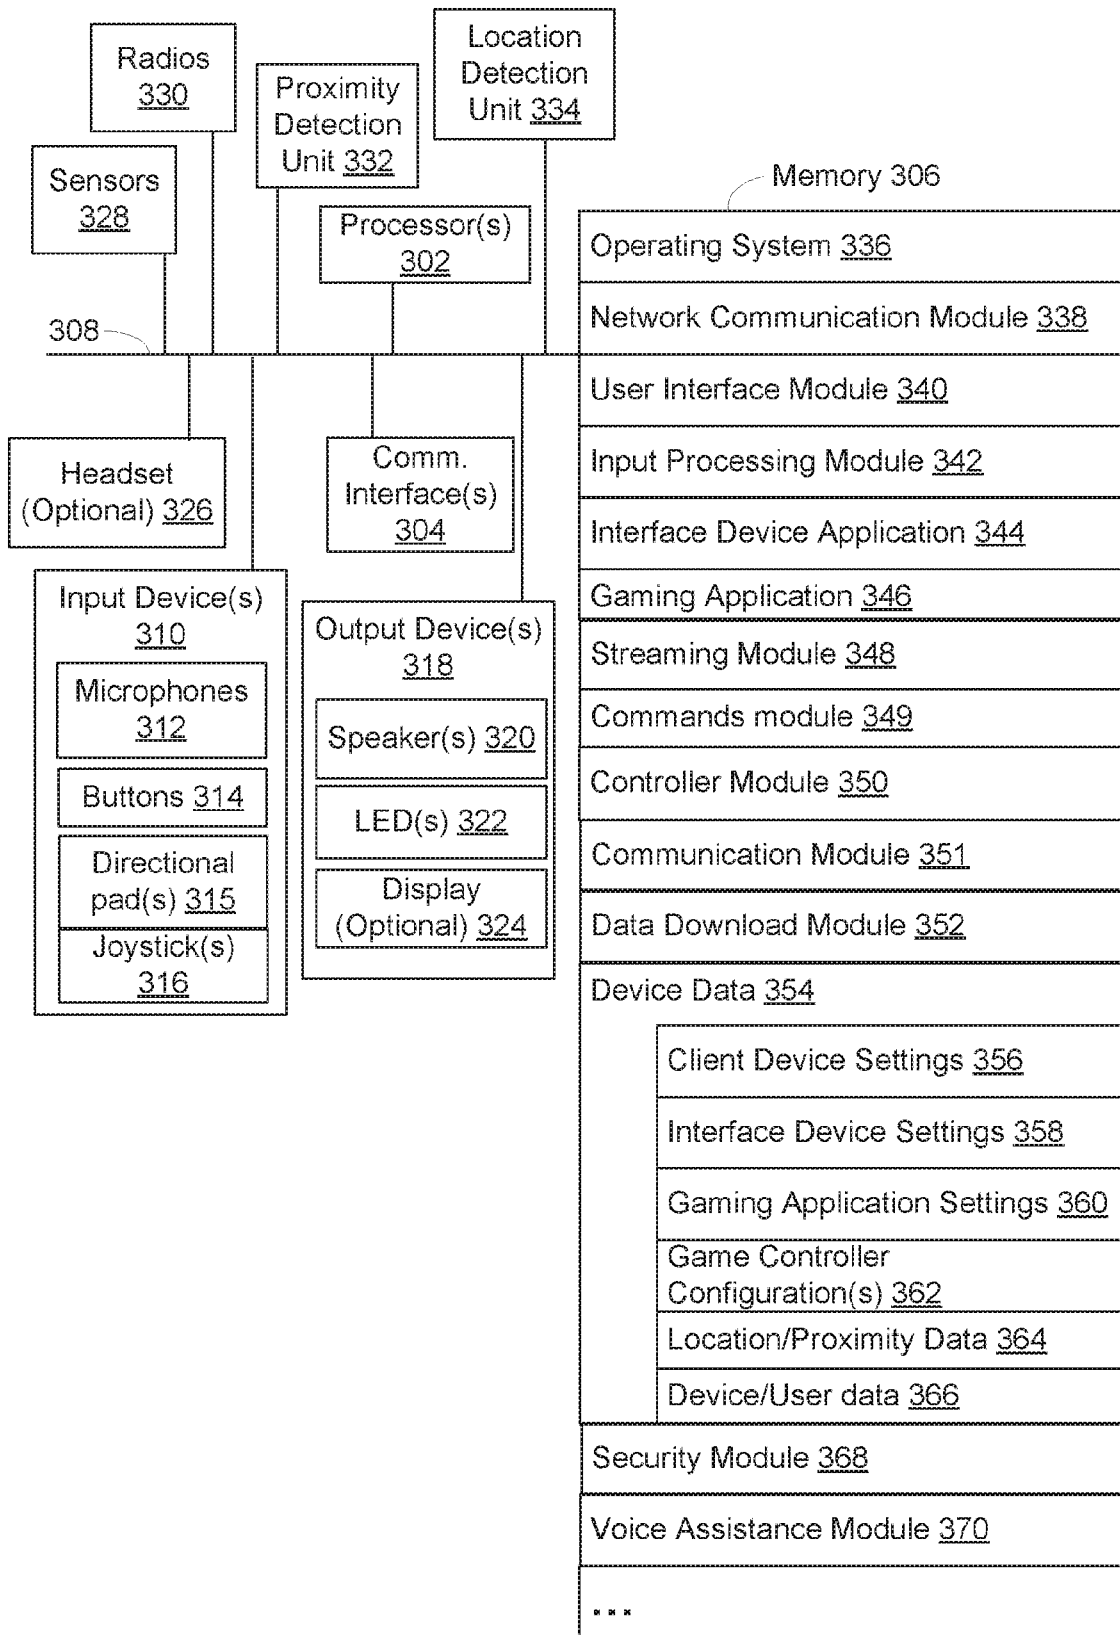 Radios
330
Sensors
328
Proximity
Detection
Unit 332
Location
Detection
Unit 334
Processor(s)
302
308
Headset
(Optional) 326
Comm.
Interface(s)
304
Input Device(s)
310
Microphones
312
Buttons 314
Directional
pad(s) 315
Joystick(s)
316
Output Device(s)
318
Speaker(s) 320
LED(s) 322
Display
(Optional) 324
Memory 306
Operating System 336
Network Communication Module 338
User Interface Module 340
Input Processing Module 342
Interface Device Application 344
Gaming Application 346
Streaming Module 348
Commands module 349
Controller Module 350
Communication Module 351
Data Download Module 352
Device Data 354
Client Device Settings 356
Interface Device Settings 358
Gaming Application Settings 360
Game Controller
Configuration(s) 362
Location/Proximity Data 364
Device/User data 366
Security Module 368
Voice Assistance Module 370
...